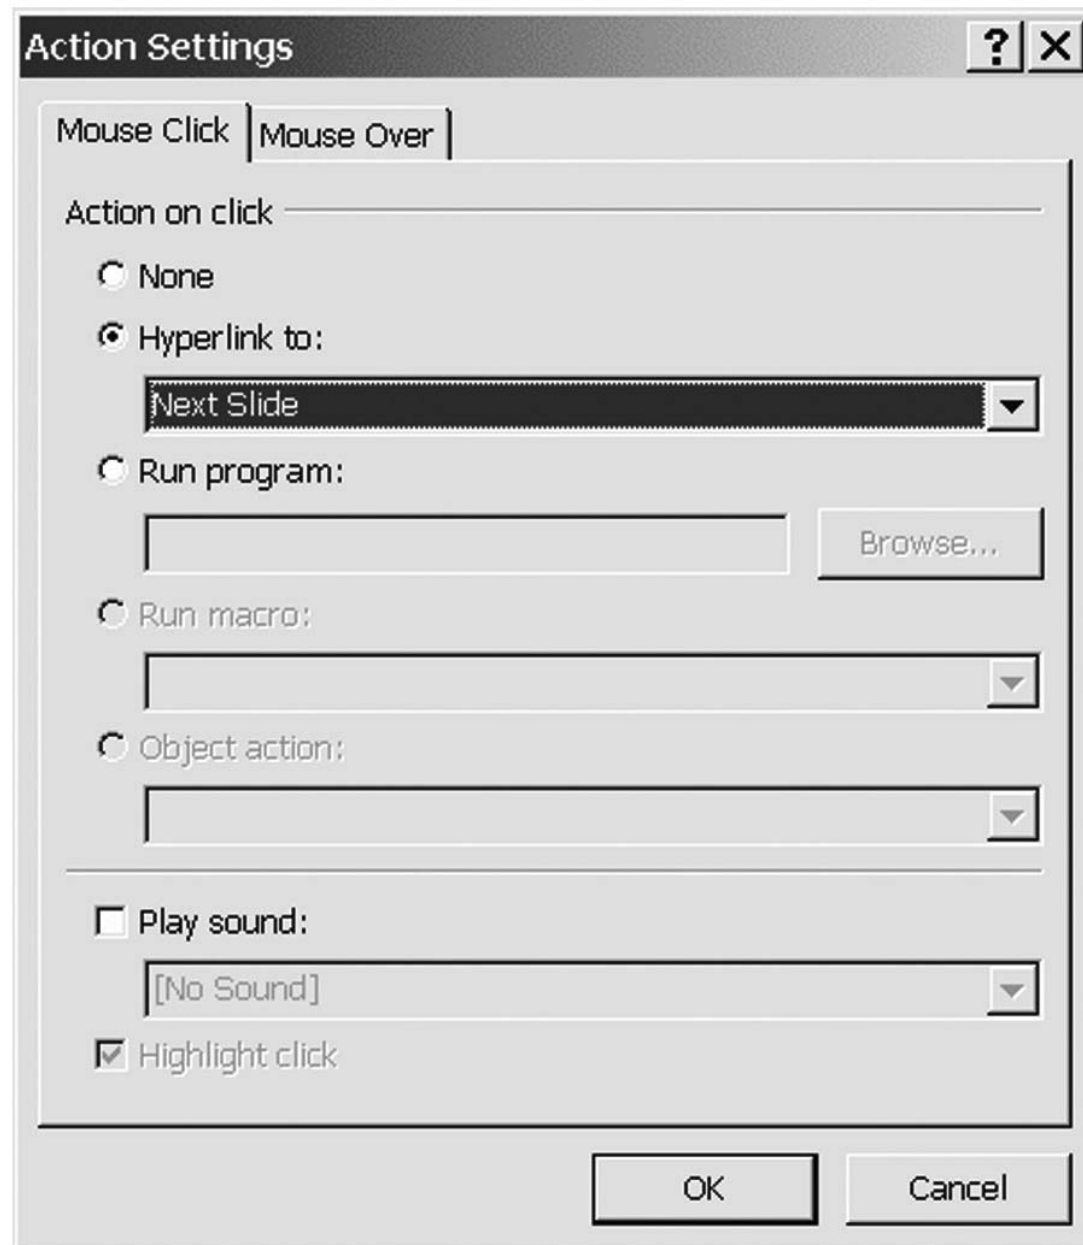 Action Settings
Mouse Click Mouse Over
Action on click
None
Hyperlink to:
Next Slide
Run program:
Browse...
Run macro:
Object action:
Play sound:
[No Sound]
Highlight click
OK Cancel